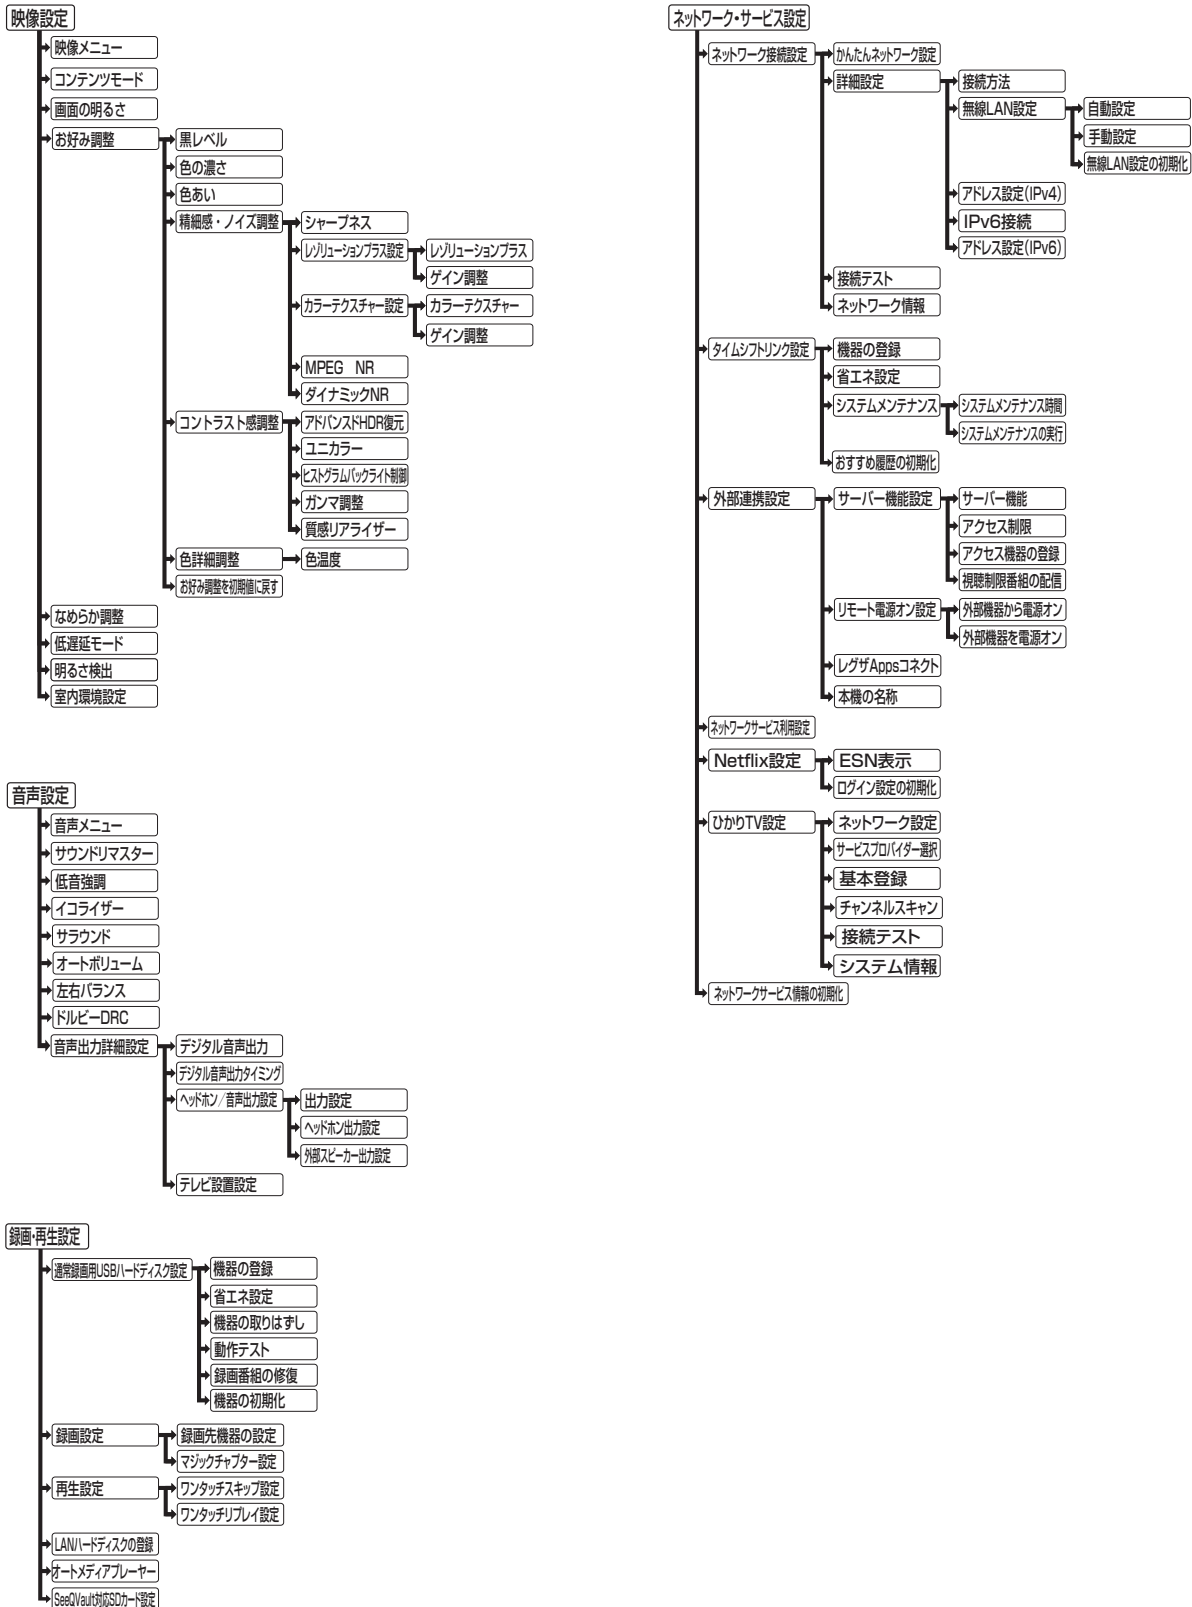 映像設定
映像メニュー
コンテンツモード
画面の明るさ
お好み調整
黒レベル
色の濃さ
色あい
精細感・ノイズ調整
シャープネス
レゾリューションプラス設定
レゾリューションプラス
ゲイン調整
カラーテクスチャー設定
カラーテクスチャー
ゲイン調整
MPEG NR
ダイナミックNR
コントラスト感調整
アドバンスドHDR復元
ユニカラー
ヒストグラムバックライト制御
ガンマ調整
質感リアライザー
色詳細調整
色温度
お好み調整を初期値に戻す
なめらか調整
低遅延モード
明るさ検出
室内環境設定
音声設定
音声メニュー
サウンドリマスター
低音強調
イコライザー
サラウンド
オートボリューム
左右バランス
ドルビーDRC
音声出力詳細設定
デジタル音声出力
デジタル音声出力タイミング
ヘッドホン/音声出力設定
出力設定
ヘッドホン出力設定
外部スピーカー出力設定
テレビ設置設定
録画・再生設定
通常録画用USBハードディスク設定
機器の登録
省エネ設定
機器の取りはずし
動作テスト
録画番組の修復
機器の初期化
録画設定
録画先機器の設定
マジックチャプター設定
再生設定
ワンタッチスキップ設定
ワンタッチリプレイ設定
LANハードディスクの登録
オートメディアプレーヤー
SeeQVault対応SDカード設定
ネットワーク・サービス設定
ネットワーク接続設定
かんたんネットワーク設定
詳細設定
接続方法
無線LAN設定
自動設定
手動設定
無線LAN設定の初期化
アドレス設定(IPv4)
IPv6接続
アドレス設定(IPv6)
接続テスト
ネットワーク情報
タイムシフトリンク設定
機器の登録
省エネ設定
システムメンテナンス
システムメンテナンス時間
システムメンテナンスの実行
おすすめ履歴の初期化
外部連携設定
サーバー機能設定
サーバー機能
アクセス制限
アクセス機器の登録
視聴制限番組の配信
リモート電源オン設定
外部機器から電源オン
外部機器を電源オン
レグザAppsコネクト
本機の名称
ネットワークサービス利用設定
Netflix設定
ESN表示
ログイン設定の初期化
ひかりTV設定
ネットワーク設定
サービスプロバイダー選択
基本登録
チャンネルスキャン
接続テスト
システム情報
ネットワークサービス情報の初期化